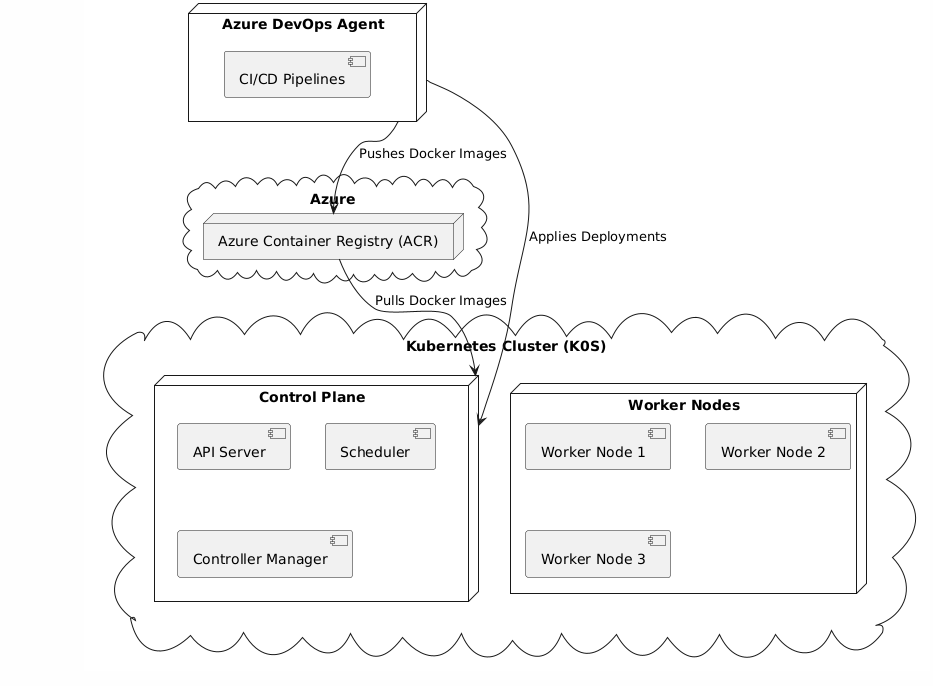 Azure DevOps Agent
CI/CD Pipelines
Pushes Docker Images
Azure
Azure Container Registry (ACR)
Applies Deployments
Pulls Docker Images
Kubernetes Cluster (K0S)
Control Plane
API Server
Scheduler
Controller Manager
Worker Nodes
Worker Node 1
Worker Node 2
Worker Node 3